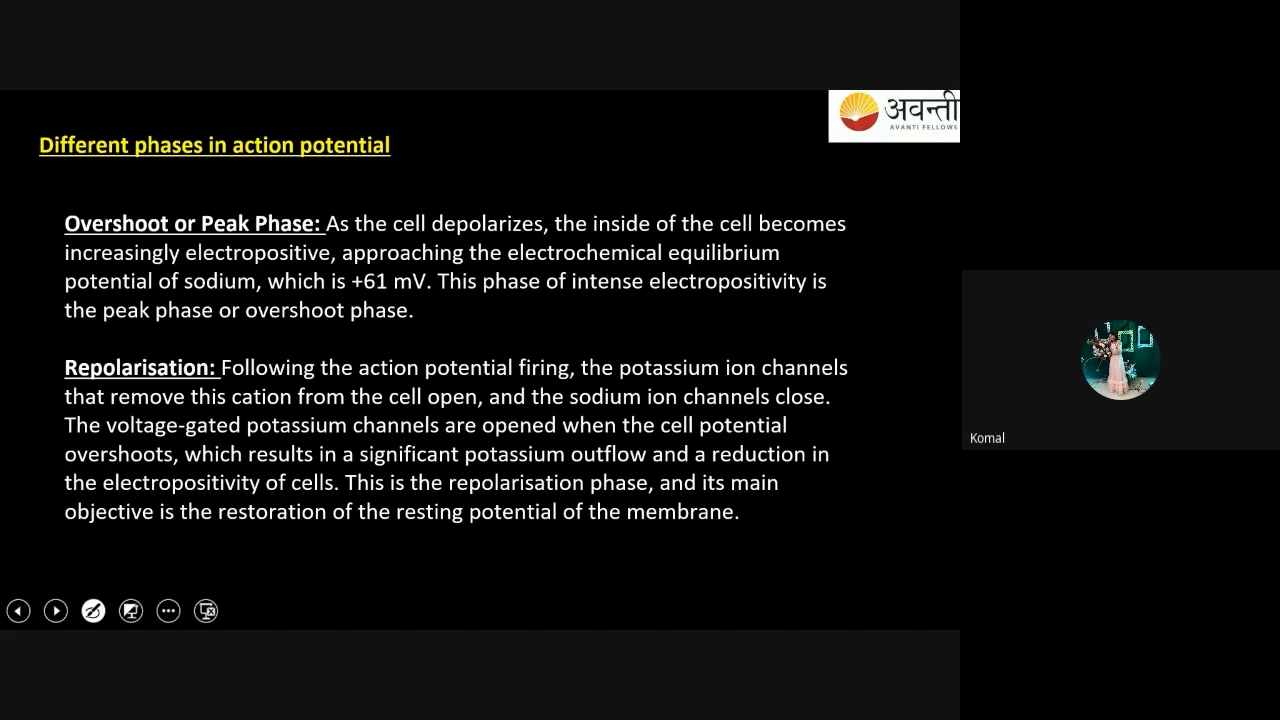 अवन्ती
AVANTI FELLOWS
Different phases in action potential
Overshoot or Peak Phase: As the cell depolarizes, the inside of the cell becomes
increasingly electropositive, approaching the electrochemical equilibrium
potential of sodium, which is +61 mV. This phase of intense electropositivity is
the peak phase or overshoot phase.
Repolarisation: Following the action potential firing, the potassium ion channels
that remove this cation from the cell open, and the sodium ion channels close.
The voltage-gated potassium channels are opened when the cell potential
overshoots, which results in a significant potassium outflow and a reduction in
the electropositivity of cells. This is the repolarisation phase, and its main
objective is the restoration of the resting potential of the membrane.
Komal